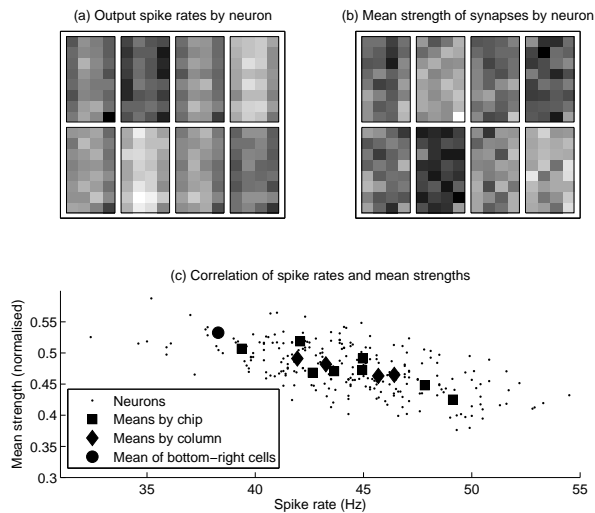 (a) Output spike rates by neuron
(b) Mean strength of synapses by neuron
(c) Correlation of spike rates and mean strengths
Mean strength (normalised)
0.55
0.5
0.45
0.4
0.35
0.3
Neurons
Means by chip
Means by column
Mean of bottom−right cells
35
40
45
50
55
Spike rate (Hz)